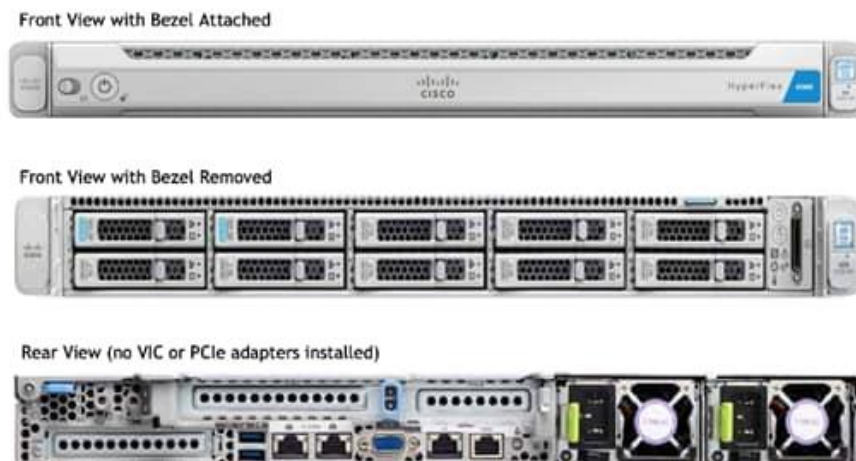 Front View with Bezel Attached
CISCO
HyperFlex
Front View with Bezel Removed
Rear View (no VIC or PCIe adapters installed)